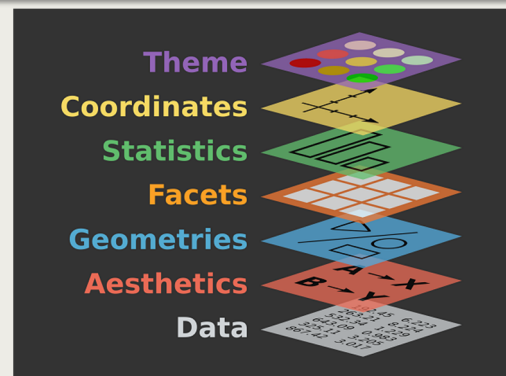 Theme
Coordinates
Statistics
Facets
Geometries
Aesthetics
A → X
B → Y
Data